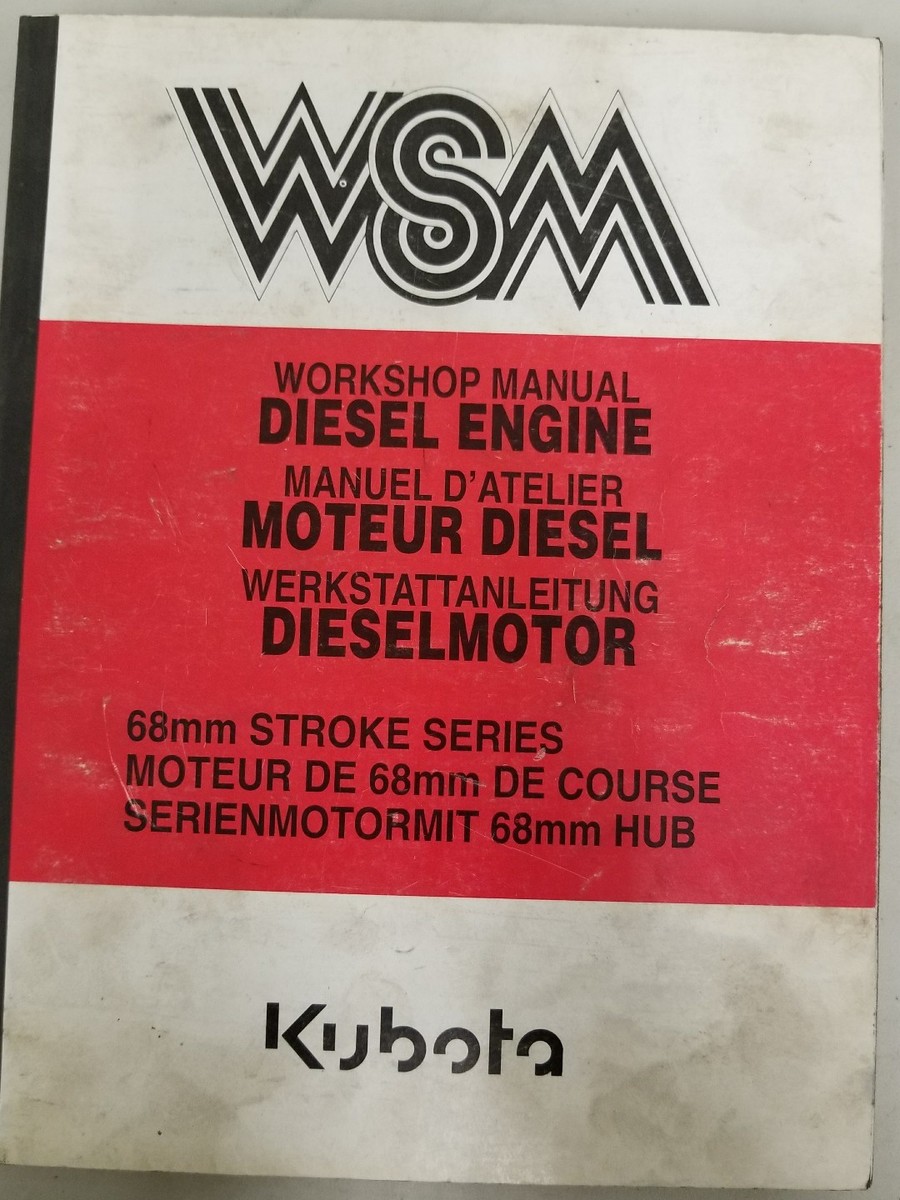 WSM
WORKSHOP MANUAL
DIESEL ENGINE
MANUEL D'ATELIER
MOTEUR DIESEL
WERKSTATTANLEITUNG
DIESELMOTOR
68mm STROKE SERIES
MOTEUR DE 68mm DE COURSE
SERIENMOTORMIT 68mm HUB
Kubota